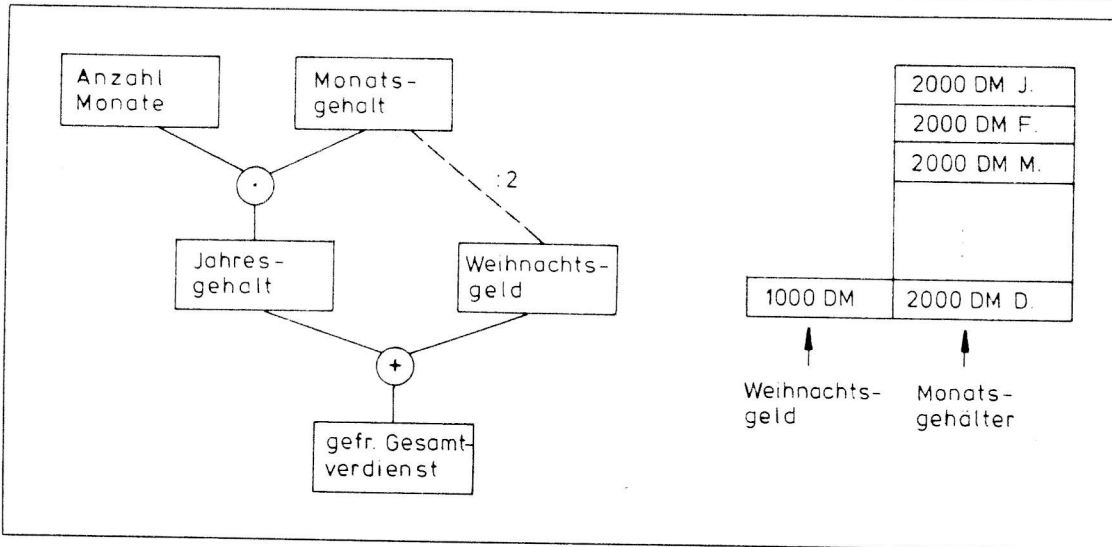 Anzahl
Monate
Monats-
gehalt
·
:2
Jahres-
gehalt
Weihnachts-
geld
+
gefr. Gesamt-
verdienst
2000 DM J.
2000 DM F.
2000 DM M.
1000 DM
2000 DM D.
Weihnachts-
geld
Monats-
gehälter